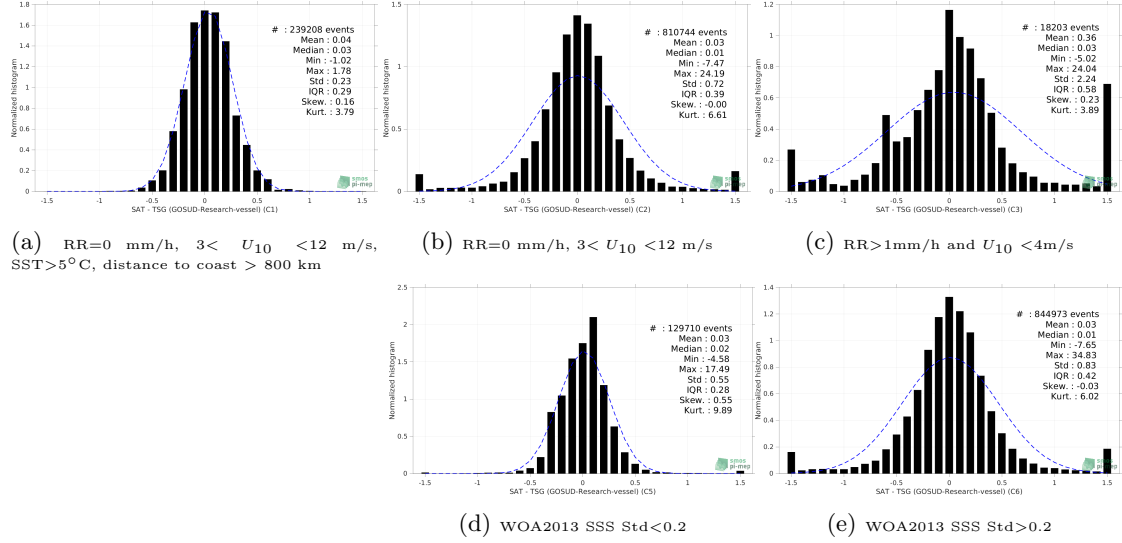 1.8
1.6
1.4
1.2
1
0.8
0.6
0.4
0.2
0
Normalized histogram
# : 239208 events
Mean : 0.04
Median : 0.03
Min : -1.02
Max : 1.78
Std : 0.23
IQR : 0.29
Skew. : 0.16
Kurt. : 3.79
smos
pi-mep
-1.5 -1 -0.5 0 0.5 1 1.5
SAT - TSG (GOSUD-Research-vessel) (C1)
(a) RR=0 mm/h, 3< U10 <12 m/s,
SST>5°C, distance to coast > 800 km
1.5
1
0.5
0
Normalized histogram
# : 810744 events
Mean : 0.03
Median : 0.01
Min : -7.47
Max : 24.19
Std : 0.72
IQR : 0.39
Skew. : -0.00
Kurt. : 6.61
smos
pi-mep
-1.5 -1 -0.5 0 0.5 1 1.5
SAT - TSG (GOSUD-Research-vessel) (C2)
(b) RR=0 mm/h, 3< U10 <12 m/s
1.2
1
0.8
0.6
0.4
0.2
0
Normalized histogram
# : 18203 events
Mean : 0.36
Median : 0.03
Min : -5.02
Max : 24.04
Std : 2.24
IQR : 0.58
Skew. : 0.23
Kurt. : 3.89
smos
pi-mep
-1.5 -1 -0.5 0 0.5 1 1.5
SAT - TSG (GOSUD-Research-vessel) (C3)
(c) RR>1mm/h and U10 <4m/s
2.5
2
1.5
1
0.5
0
Normalized histogram
# : 129710 events
Mean : 0.03
Median : 0.02
Min : -4.58
Max : 17.49
Std : 0.55
IQR : 0.28
Skew. : 0.55
Kurt. : 9.89
smos
pi-mep
-1.5 -1 -0.5 0 0.5 1 1.5
SAT - TSG (GOSUD-Research-vessel) (C5)
(d) WOA2013 SSS Std<0.2
1.4
1.2
1
0.8
0.6
0.4
0.2
0
Normalized histogram
# : 844973 events
Mean : 0.03
Median : 0.01
Min : -7.65
Max : 34.83
Std : 0.83
IQR : 0.42
Skew. : -0.03
Kurt. : 6.02
smos
pi-mep
-1.5 -1 -0.5 0 0.5 1 1.5
SAT - TSG (GOSUD-Research-vessel) (C6)
(e) WOA2013 SSS Std>0.2